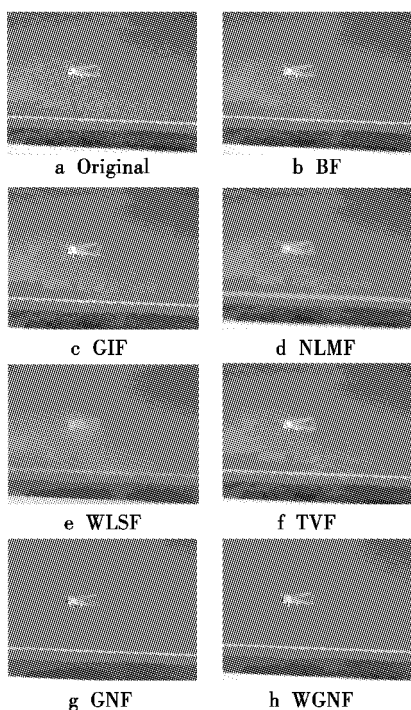 a Original
b BF
c GIF
d NLMF
e WLSF
f TVF
g GNF
h WGNF